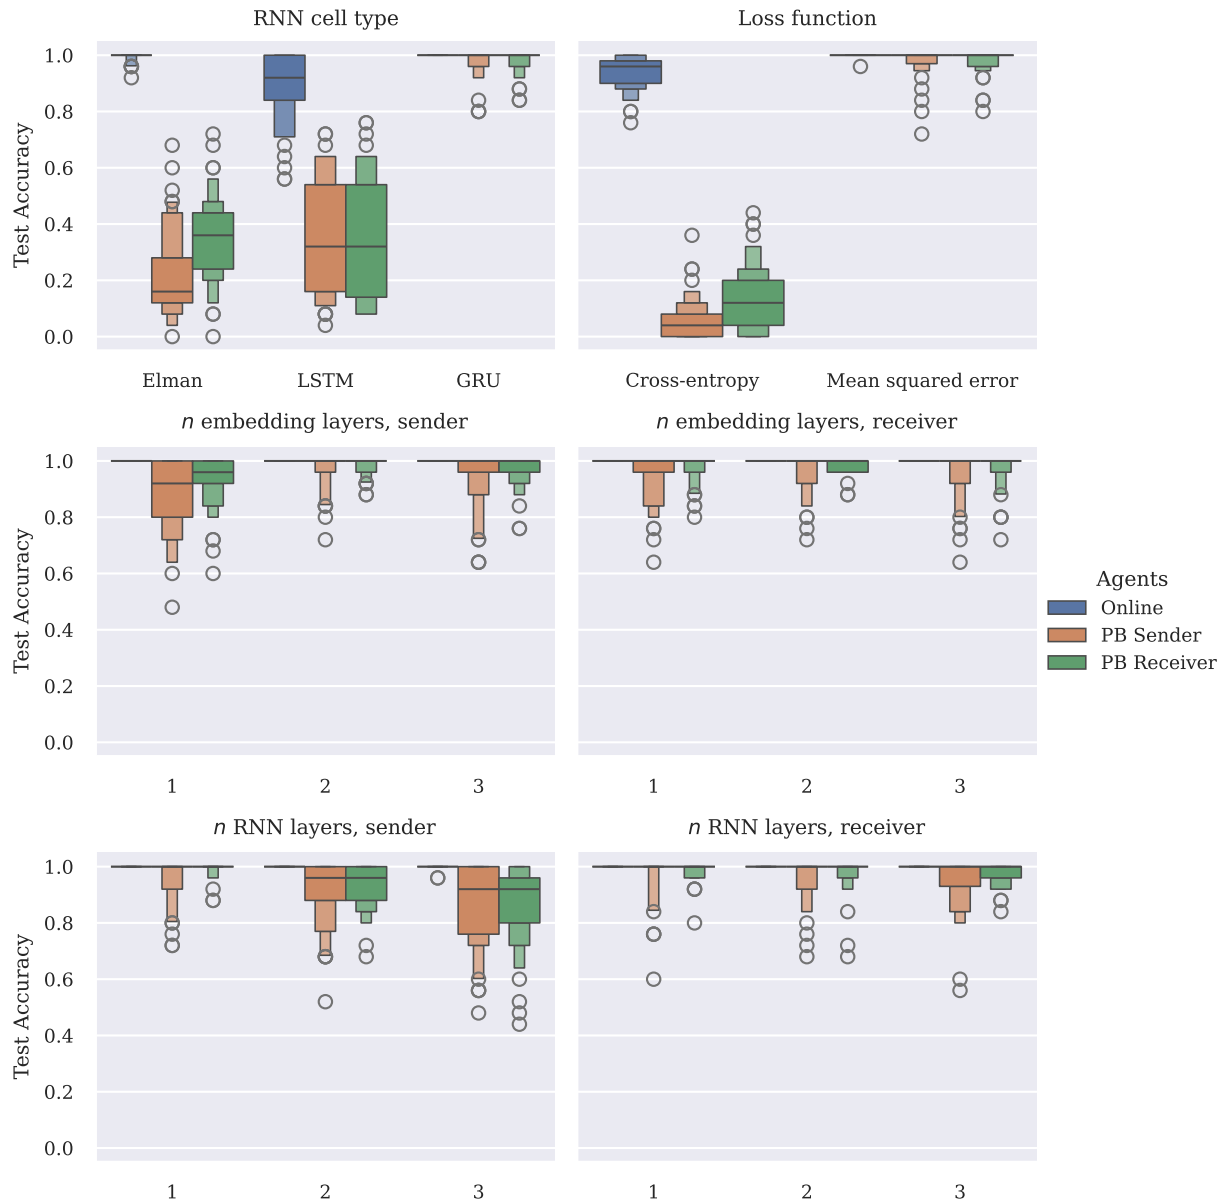 RNN cell type
Loss function
Test Accuracy
1.0
0.8
0.6
0.4
0.2
0.0
Elman
LSTM
GRU
Cross-entropy
Mean squared error
n embedding layers, sender
n embedding layers, receiver
Test Accuracy
1.0
0.8
0.6
0.4
0.2
0.0
1
2
3
1
2
3
Agents
Online
PB Sender
PB Receiver
n RNN layers, sender
n RNN layers, receiver
Test Accuracy
1.0
0.8
0.6
0.4
0.2
0.0
1
2
3
1
2
3